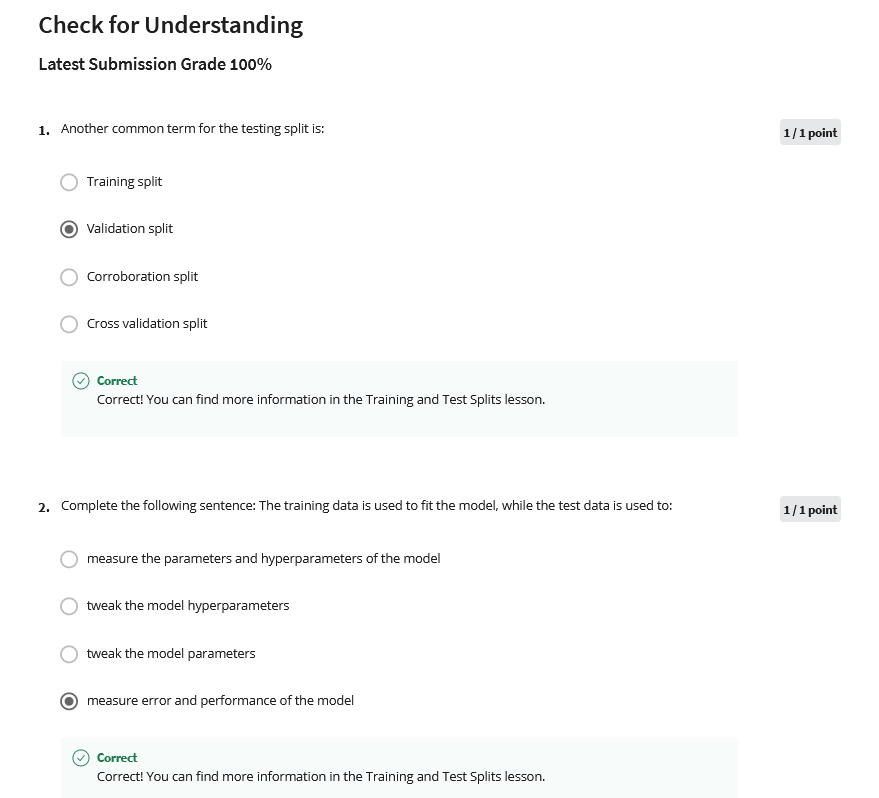 Check for Understanding
Latest Submission Grade 100%
1. Another common term for the testing split is:
1 / 1 point
Training split
Validation split
Corroboration split
Cross validation split
Correct
Correct! You can find more information in the Training and Test Splits lesson.
2. Complete the following sentence: The training data is used to fit the model, while the test data is used to:
1 / 1 point
measure the parameters and hyperparameters of the model
tweak the model hyperparameters
tweak the model parameters
measure error and performance of the model
Correct
Correct! You can find more information in the Training and Test Splits lesson.